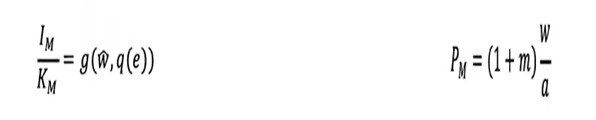 I_M/K_M = g(ŵ, q(e))
P_M = (1 + m) w/a